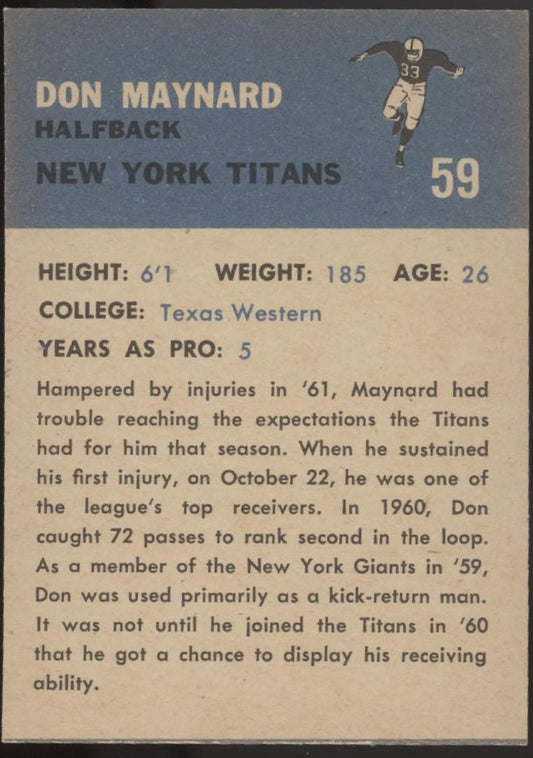 33
DON MAYNARD
HALFBACK
NEW YORK TITANS
59
HEIGHT: 6'1 WEIGHT: 185 AGE: 26
COLLEGE: Texas Western
YEARS AS PRO: 5
Hampered by injuries in '61, Maynard had
trouble reaching the expectations the Titans
had for him that season. When he sustained
his first injury, on October 22, he was one of
the league's top receivers. In 1960, Don
caught 72 passes to rank second in the loop.
As a member of the New York Giants in '59,
Don was used primarily as a kick-return man.
It was not until he joined the Titans in '60
that he got a chance to display his receiving
ability.